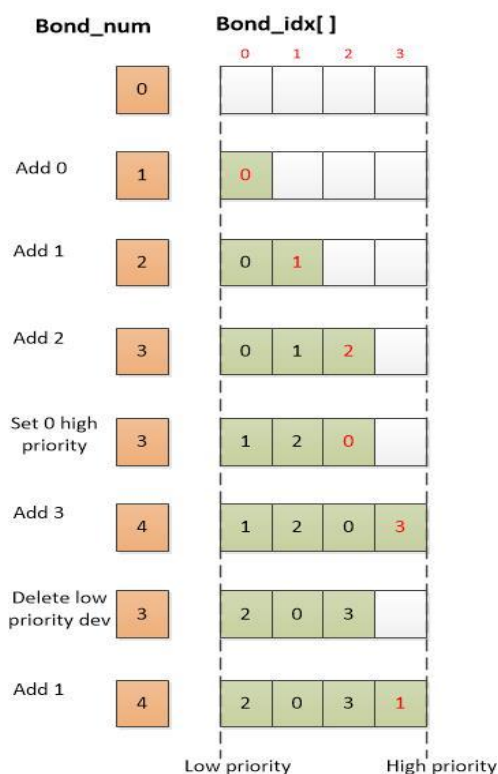 Bond_num Bond_idx[ ]
0 1 2 3
0
Add 0 1 0
Add 1 2 0 1
Add 2 3 0 1 2
Set 0 high
priority 3 1 2 0
Add 3 4 1 2 0 3
Delete low
priority dev 3 2 0 3
Add 1 4 2 0 3 1
Low priority High priority